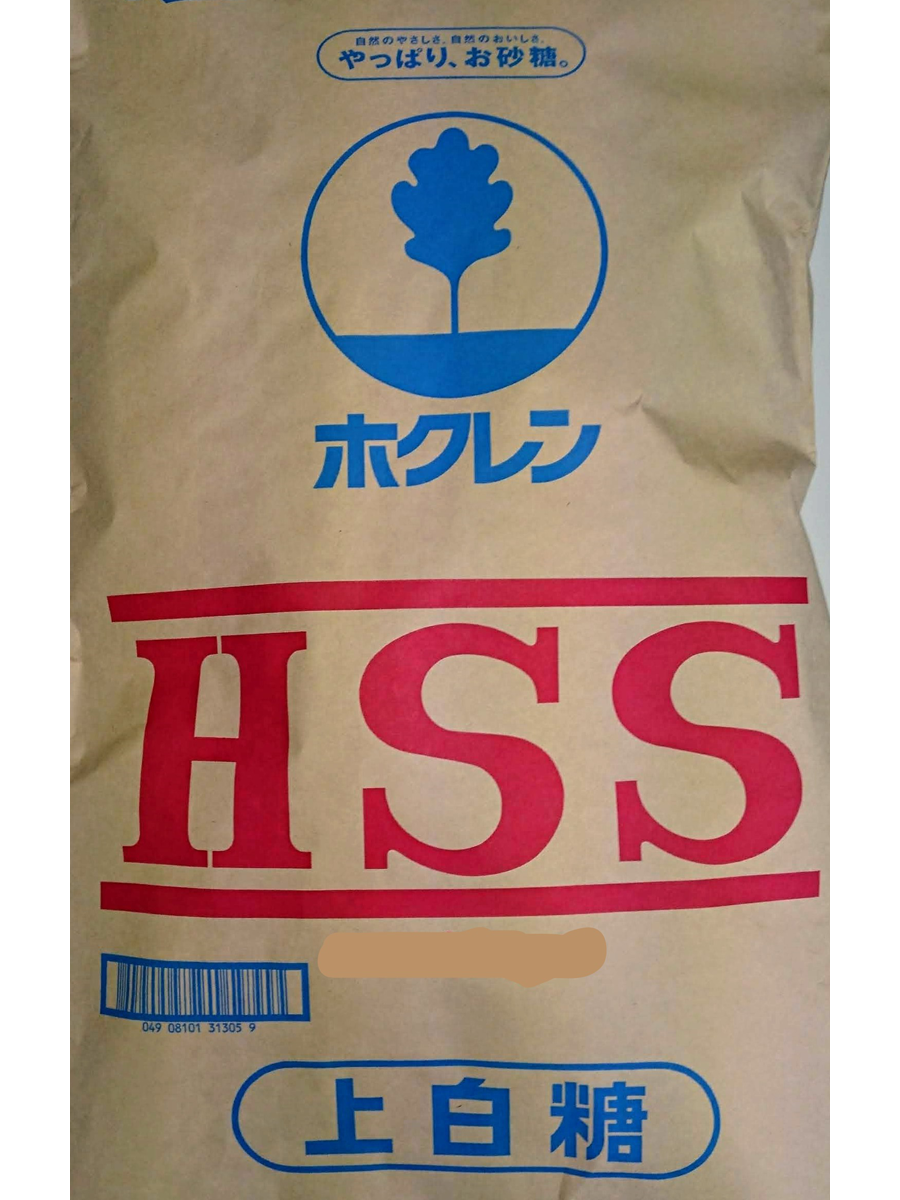 自然のやさしさ、自然のおいしさ。
やっぱり、お砂糖。
ホクレン
HSS
049 08101 31305 9
上白糖